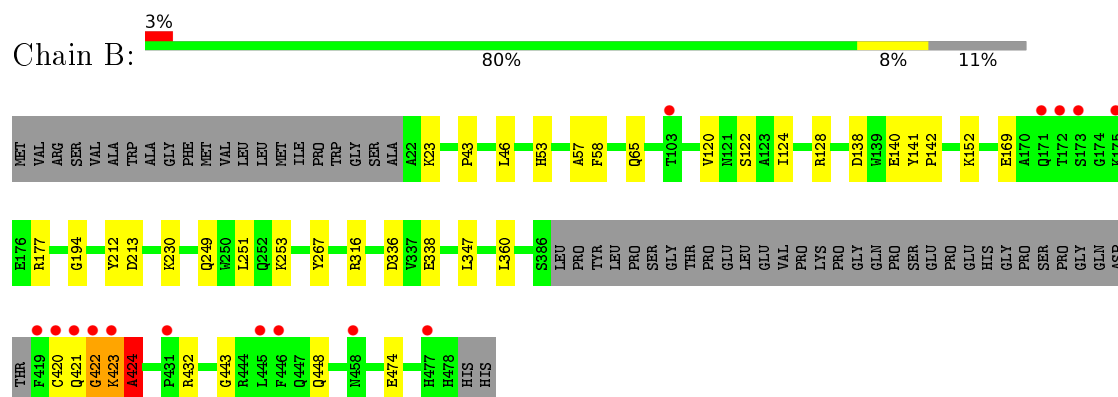 3%
Chain B:
80% 8% 11%
MET VAL ARG SER VAL ALA TRP ALA GLY PHE MET VAL LEU LEU MET ILE PRO TRP GLY SER ALA A22 K23 P43 L46 H53 A57 F58 Q65 T103 V120 N121 S122 A123 I124 R128 D138 W139 E140 Y141 P142 K152 E169 A170 Q171 T172 S173 G174 K175
E176 R177 G194 Y212 D213 K230 Q249 W250 L251 Q252 K253 Y267 R316 D336 V337 E338 L347 L360 S386 LEU PRO TYR LEU PRO SER GLY THR PRO GLU LEU GLU VAL PRO LYS PRO PRO GLY GLN PRO SER GLU PRO GLU HIS GLY PRO SER PRO GLY GLN ASP
THR F419 C420 Q421 G422 K423 A424 P431 R432 G443 R444 L445 F446 Q447 Q448 N458 E474 H477 H478 HIS HIS